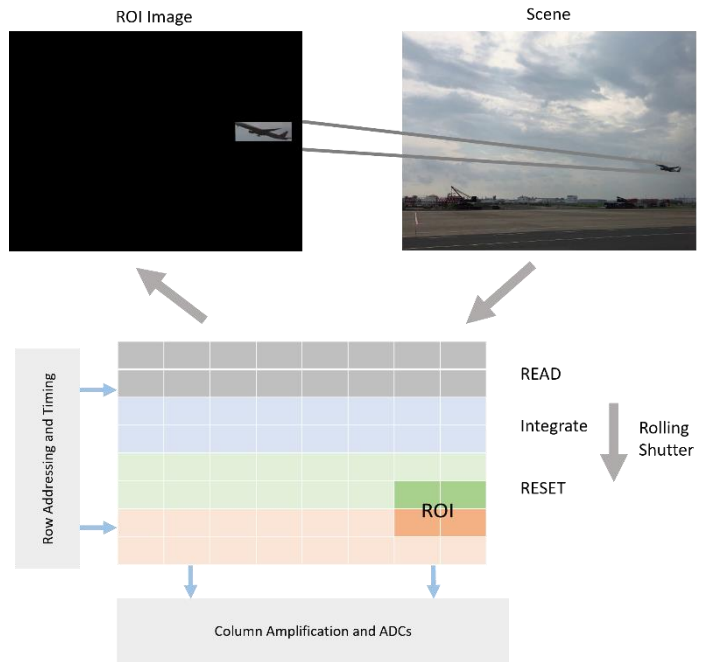 ROI Image
Scene
READ
Integrate
Rolling
Shutter
RESET
ROI
Row Addressing and Timing
Column Amplification and ADCs